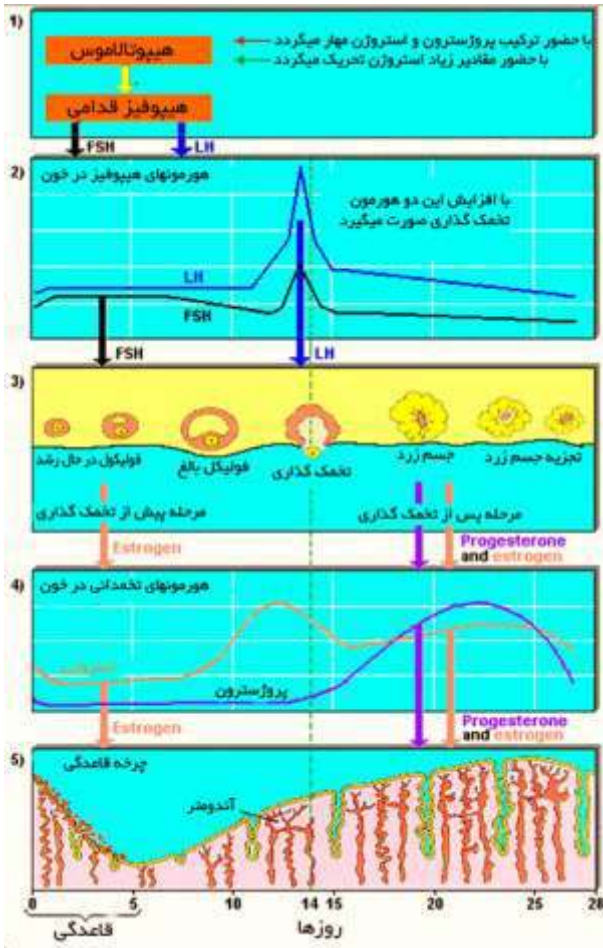 1)
هیپوتالاموس
هیپوفیز قدامی
با حضور ترکیب پروژسترون و استروژن مهار میگردد
با حضور مقادیر زیاد استروژن تحریک میگردد
FSH
LH
2)
هورمونهای هیپوفیز در خون
با افزایش این دو هورمون
تخمک گذاری صورت میگیرد
LH
FSH
FSH
LH
3)
فولیکول در حال رشد
فولیکل بالغ
تخمک گذاری
جسم زرد
تجزیه جسم زرد
مرحله پیش از تخمک گذاری
مرحله پس از تخمک گذاری
Estrogen
Progesterone
and estrogen
4)
هورمونهای تخمدانی در خون
پروژسترون
Estrogen
Progesterone
and estrogen
5)
چرخه قاعدگی
آندومتر
0 5 10 14 15 20 25 28
قاعدگی
روزها